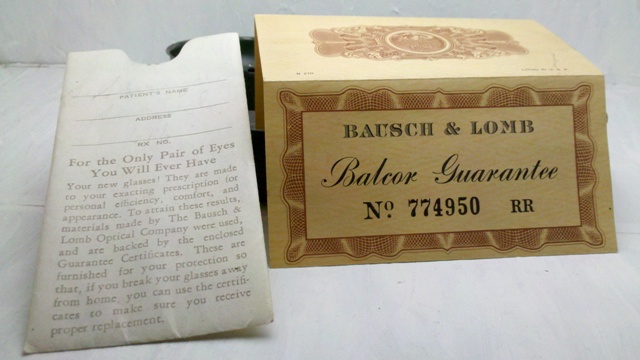 PATIENT'S NAME
ADDRESS
RX NO.
For the Only Pair of Eyes
You Will Ever Have
Your new glasses! They are made
to your exacting prescription for
personal efficiency, comfort, and
appearance. To attain these results,
materials made by The Bausch &
Lomb Optical Company were used,
and are backed by the enclosed
Guarantee Certificates. These are
furnished for your protection so
that, if you break your glasses away
from home, you can use the certifi-
cates to make sure you receive
proper replacement.
BAUSCH & LOMB
Balcor Guarantee
No. 774950 RR